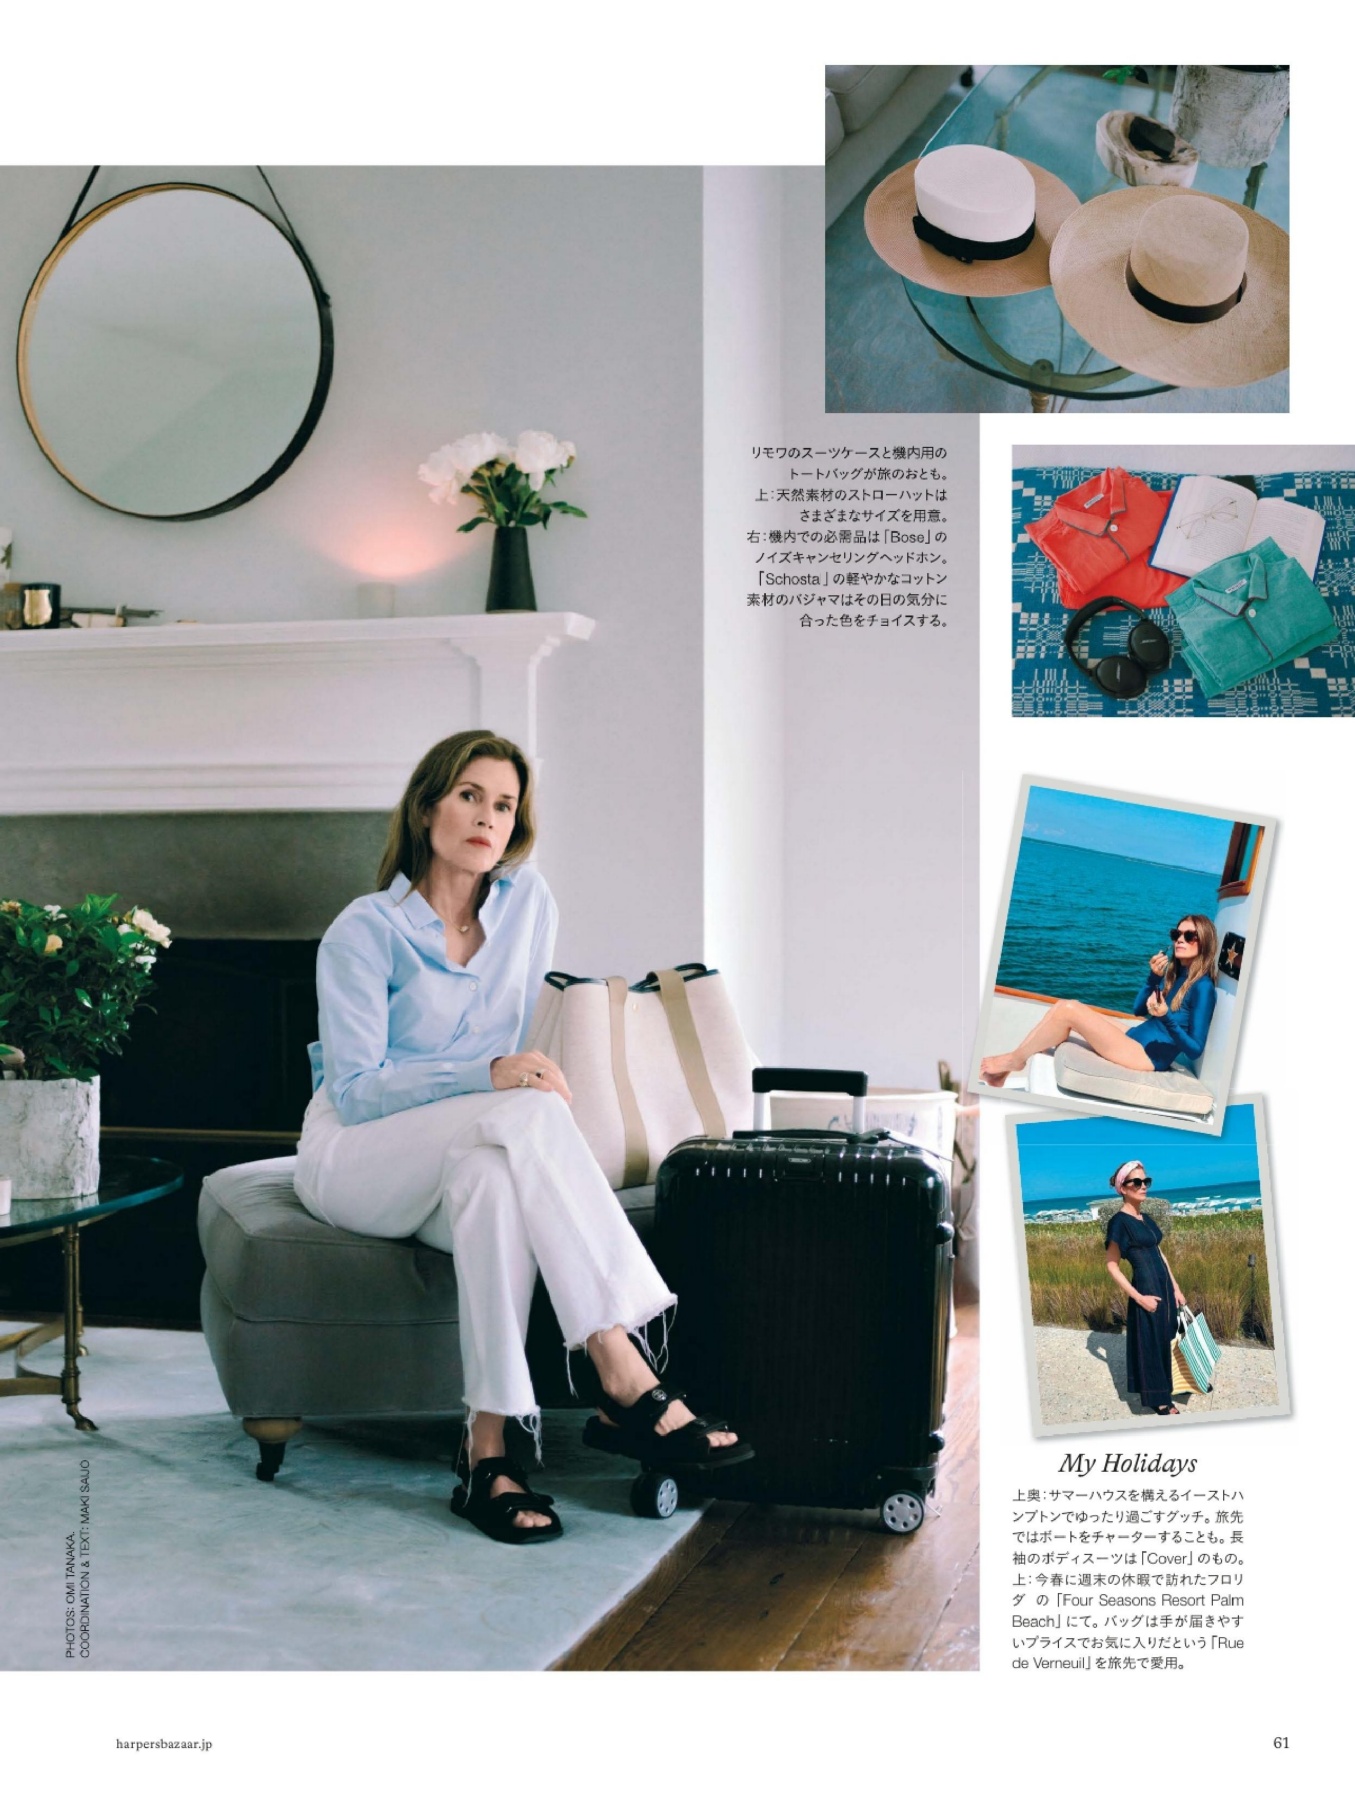 リモワのスーツケースと機内用の
トートバッグが旅のおとも。
上：天然素材のストローハットは
さまざまなサイズを用意。
右：機内での必需品は「Bose」の
ノイズキャンセリングヘッドホン。
「Schosta」の軽やかなコットン
素材のパジャマはその日の気分に
合った色をチョイスする。
My Holidays
上奥：サマーハウスを構えるイーストハ
ンプトンでゆったり過ごすグッチ。旅先
ではボートをチャーターすることも。長
袖のボディスーツは「Cover」のもの。
上：今春に週末の休暇で訪れたフロリ
ダ の「Four Seasons Resort Palm
Beach」にて。バッグは手が届きやす
いプライスでお気に入りだという「Rue
de Verneuil」を旅先で愛用。
PHOTOS: OMI TANAKA.
COORDINATION & TEXT: MAKI SAIJO
harpersbazaar.jp
61